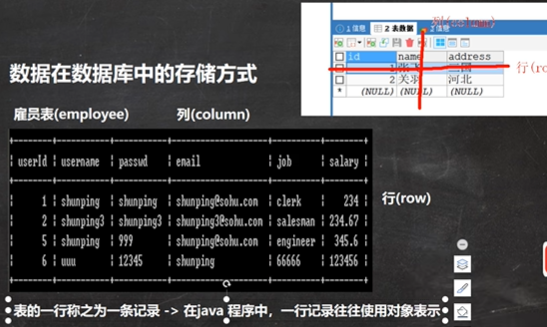 列(column)
1 信息 2 表数据 3 信息
id name address
1 张飞 三国
2 关羽 河北
* (NULL) (NULL) (NULL)
行(ro
数据在数据库中的存储方式
雇员表(employee) 列(column)
userId username passwd email job salary
1 shunping shunping shunping@sohu.com clerk 234
2 shunping3 shunping3 shunping3@sohu.com salesman 234.67
5 shunping 999 shunping@sohu.com engineer 345.6
6 uuu 12345 shunping 66666 123456
行(row)
表的一行称之为一条记录 -> 在java 程序中，一行记录往往使用对象表示